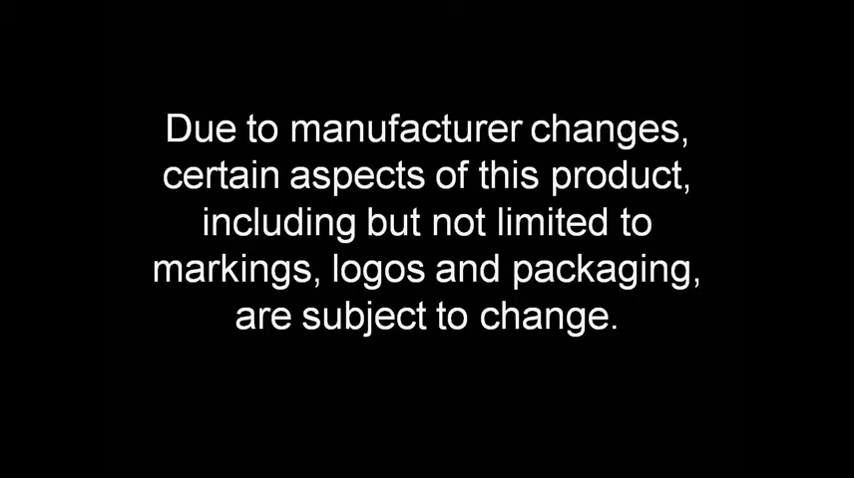 Due to manufacturer changes,
certain aspects of this product,
including but not limited to
markings, logos and packaging,
are subject to change.